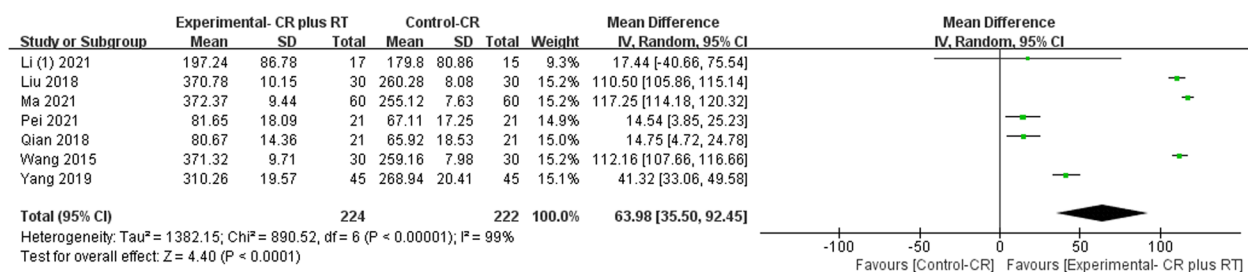 Experimental- CR plus RT Control-CR Mean Difference Mean Difference
Study or Subgroup Mean SD Total Mean SD Total Weight IV, Random, 95% CI IV, Random, 95% CI
Li (1) 2021 197.24 86.78 17 179.8 80.86 15 9.3% 17.44 [-40.66, 75.54]
Liu 2018 370.78 10.15 30 260.28 8.08 30 15.2% 110.50 [105.86, 115.14]
Ma 2021 372.37 9.44 60 255.12 7.63 60 15.2% 117.25 [114.18, 120.32]
Pei 2021 81.65 18.09 21 67.11 17.25 21 14.9% 14.54 [3.85, 25.23]
Qian 2018 80.67 14.36 21 65.92 18.53 21 15.0% 14.75 [4.72, 24.78]
Wang 2015 371.32 9.71 30 259.16 7.98 30 15.2% 112.16 [107.66, 116.66]
Yang 2019 310.26 19.57 45 268.94 20.41 45 15.1% 41.32 [33.06, 49.58]
Total (95% CI) 224 222 100.0% 63.98 [35.50, 92.45]
Heterogeneity: Tau² = 1382.15; Chi² = 890.52, df = 6 (P < 0.00001); I² = 99%
Test for overall effect: Z = 4.40 (P < 0.0001)
-100 -50 0 50 100
Favours [Control-CR] Favours [Experimental- CR plus RT]